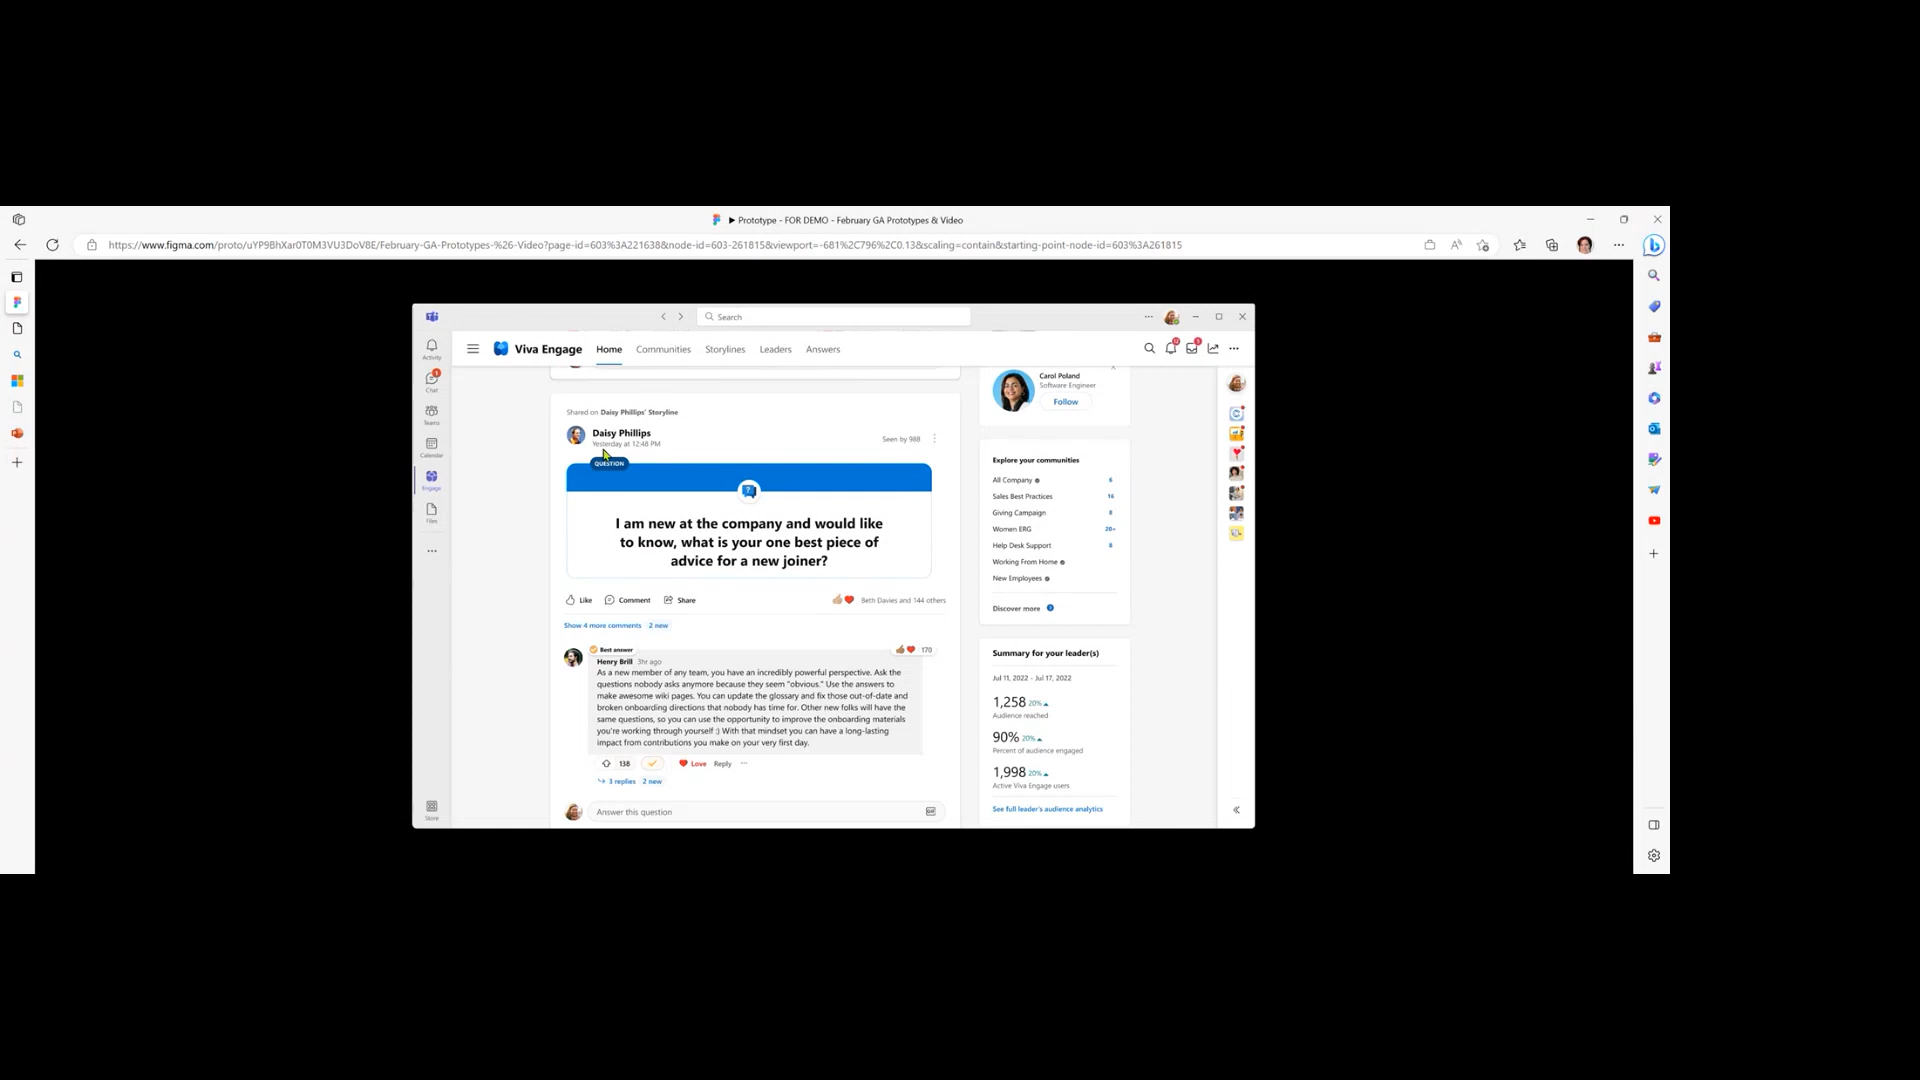 Prototype - FOR DEMO - February GA Prototypes & Video
https://www.figma.com/proto/uYP9BhXar0T0M3VU3DoV8E/February-GA-Prototypes-%26-Video?page-id=603%3A221638&node-id=603-261815&viewport=-681%2C796%2C0.13&scaling=contain&starting-point-node-id=603%3A261815
Search
Activity
Chat
Teams
Calendar
Engage
Files
Store
Viva Engage Home Communities Storylines Leaders Answers
Shared on Daisy Phillips' Storyline
Daisy Phillips
Yesterday at 12:48 PM
Seen by 988
QUESTION
I am new at the company and would like
to know, what is your one best piece of
advice for a new joiner?
Like Comment Share
Beth Davies and 144 others
Show 4 more comments 2 new
Best answer
170
Henry Brill 3hr ago
As a new member of any team, you have an incredibly powerful perspective. Ask the
questions nobody asks anymore because they seem "obvious." Use the answers to
make awesome wiki pages. You can update the glossary and fix those out-of-date and
broken onboarding directions that nobody has time for. Other new folks will have the
same questions, so you can use the opportunity to improve the onboarding materials
you're working through yourself :) With that mindset you can have a long-lasting
impact from contributions you make on your very first day.
138 Love Reply
3 replies 2 new
Answer this question
Carol Poland
Software Engineer
Follow
Explore your communities
All Company 6
Sales Best Practices 16
Giving Campaign 8
Women ERG 20+
Help Desk Support 8
Working From Home
New Employees
Discover more
Summary for your leader(s)
Jul 11, 2022 - Jul 17, 2022
1,258 20%
Audience reached
90% 20%
Percent of audience engaged
1,998 20%
Active Viva Engage users
See full leader's audience analytics